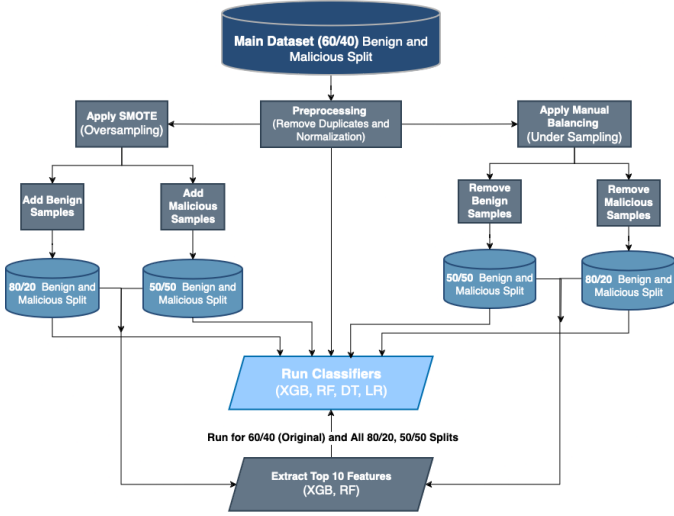 Main Dataset (60/40) Benign and
Malicious Split
Apply SMOTE
(Oversampling)
Preprocessing
(Remove Duplicates and
Normalization)
Apply Manual
Balancing
(Under Sampling)
Add Benign
Samples
Add
Malicious
Samples
Remove
Benign
Samples
Remove
Malicious
Samples
80/20 Benign and
Malicious Split
50/50 Benign and
Malicious Split
50/50 Benign and
Malicious Split
80/20 Benign and
Malicious Split
Run Classifiers
(XGB, RF, DT, LR)
Run for 60/40 (Original) and All 80/20, 50/50 Splits
Extract Top 10 Features
(XGB, RF)